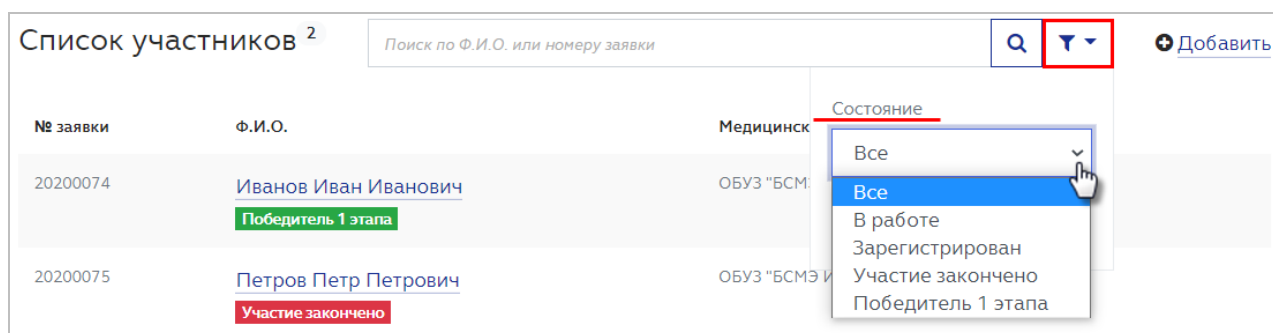 Список участников 2
Поиск по Ф.И.О. или номеру заявки
Добавить
Состояние
№ заявки Ф.И.О. Медицинск
Все
20200074 Иванов Иван Иванович ОБУЗ "БСМ
Победитель 1 этапа
Все
В работе
Зарегистрирован
Участие закончено
Победитель 1 этапа
20200075 Петров Петр Петрович ОБУЗ "БСМЭ И
Участие закончено